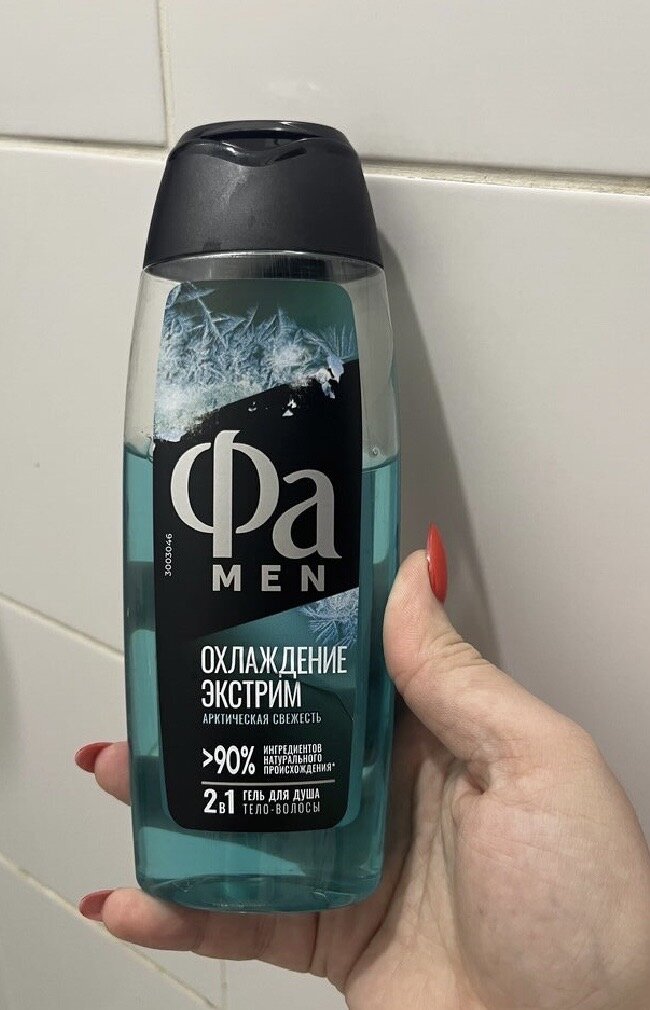 Фа
MEN
3003046
ОХЛАЖДЕНИЕ
ЭКСТРИМ
АРКТИЧЕСКАЯ СВЕЖЕСТЬ
>90% ИНГРЕДИЕНТОВ
НАТУРАЛЬНОГО
ПРОИСХОЖДЕНИЯ*
2в1 ГЕЛЬ ДЛЯ ДУША
ТЕЛО-ВОЛОСЫ